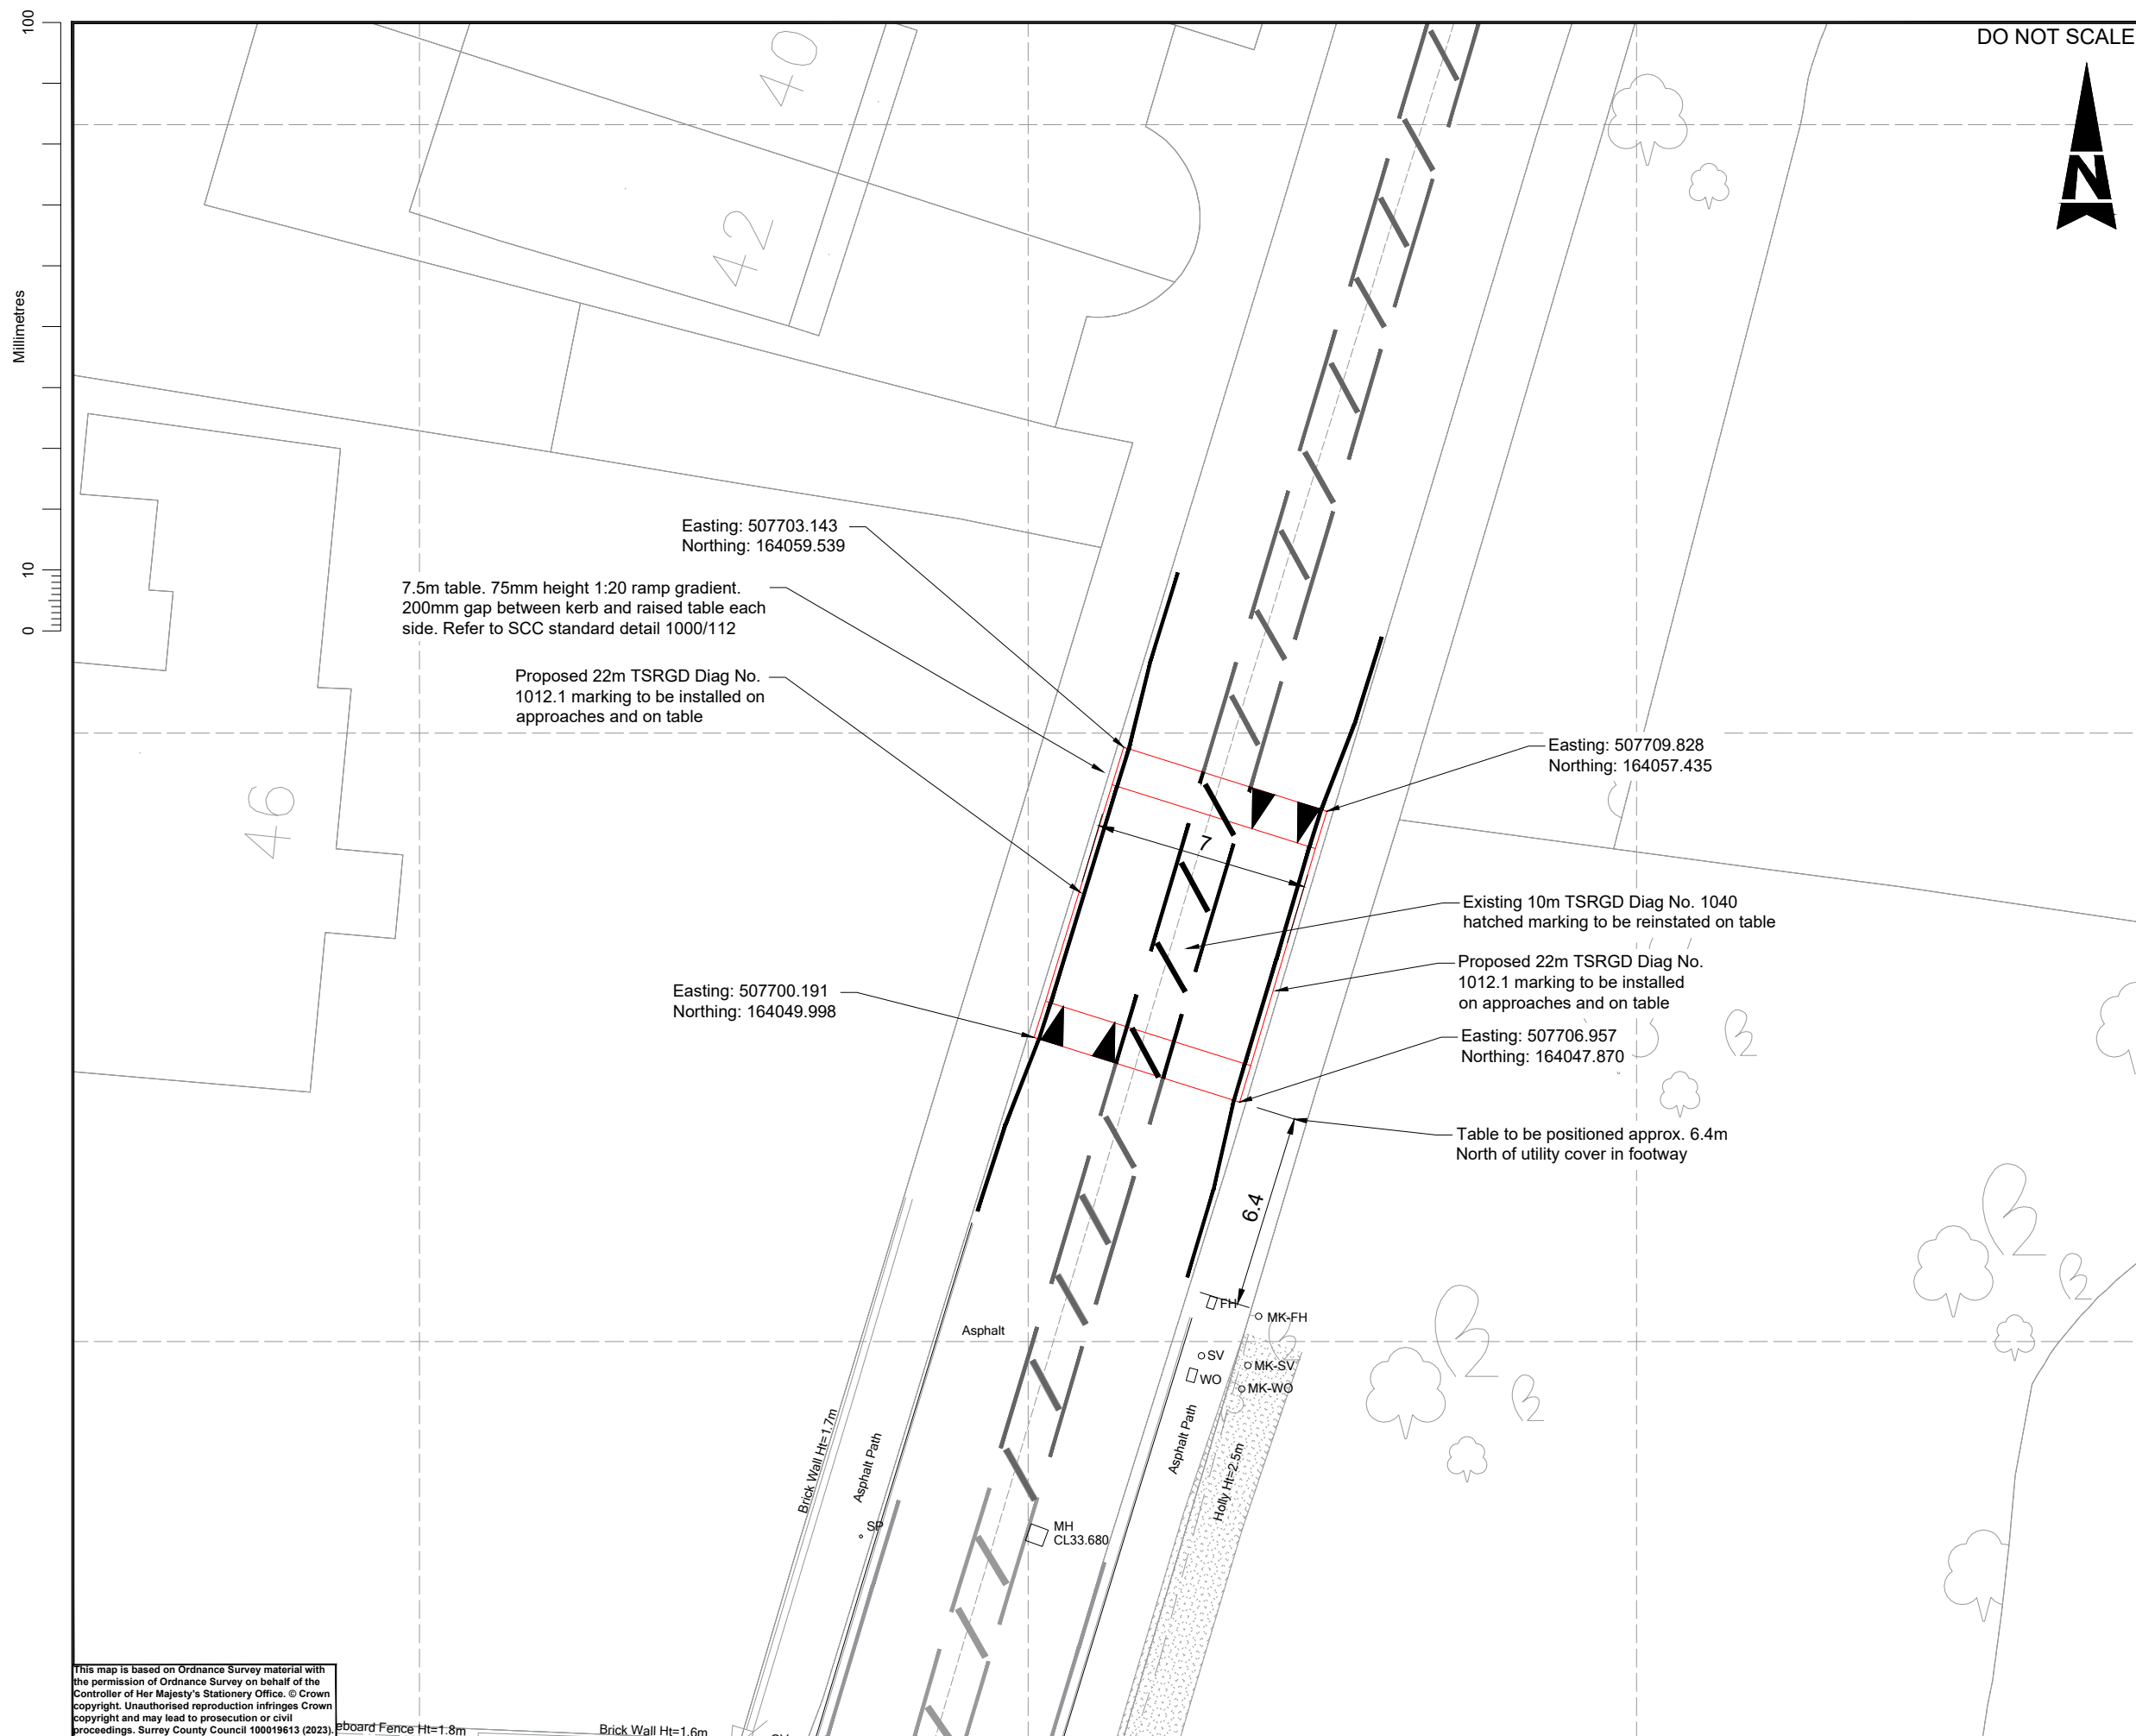 DO NOT SCALE
N
100
Millimetres
10
0
40
42
46
Easting: 507703.143
Northing: 164059.539
7.5m table. 75mm height 1:20 ramp gradient.
200mm gap between kerb and raised table each
side. Refer to SCC standard detail 1000/112
Proposed 22m TSRGD Diag No.
1012.1 marking to be installed on
approaches and on table
Easting: 507709.828
Northing: 164057.435
7
Existing 10m TSRGD Diag No. 1040
hatched marking to be reinstated on table
Proposed 22m TSRGD Diag No.
1012.1 marking to be installed
on approaches and on table
Easting: 507700.191
Northing: 164049.998
Easting: 507706.957
Northing: 164047.870
Table to be positioned approx. 6.4m
North of utility cover in footway
6.4
FH
MK-FH
Asphalt
SV
MK-SV
WO
MK-WO
Brick Wall Ht=1.7m
Asphalt Path
Asphalt Path
Holly Ht=2.5m
SP
MH
CL33.680
This map is based on Ordnance Survey material with
the permission of Ordnance Survey on behalf of the
Controller of Her Majesty's Stationery Office. © Crown
copyright. Unauthorised reproduction infringes Crown
copyright and may lead to prosecution or civil
proceedings. Surrey County Council 100019613 (2023).
eboard Fence Ht=1.8m
Brick Wall Ht=1.6m